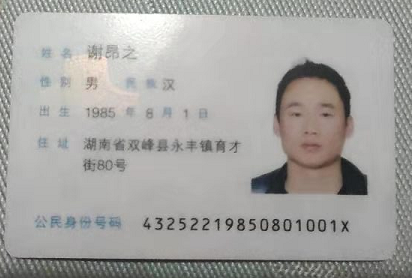 姓名 谢昂之
性别 男 民族 汉
出生 1985 年 8 月 1 日
住址 湖南省双峰县永丰镇育才
街80号
公民身份号码 43252219850801001X